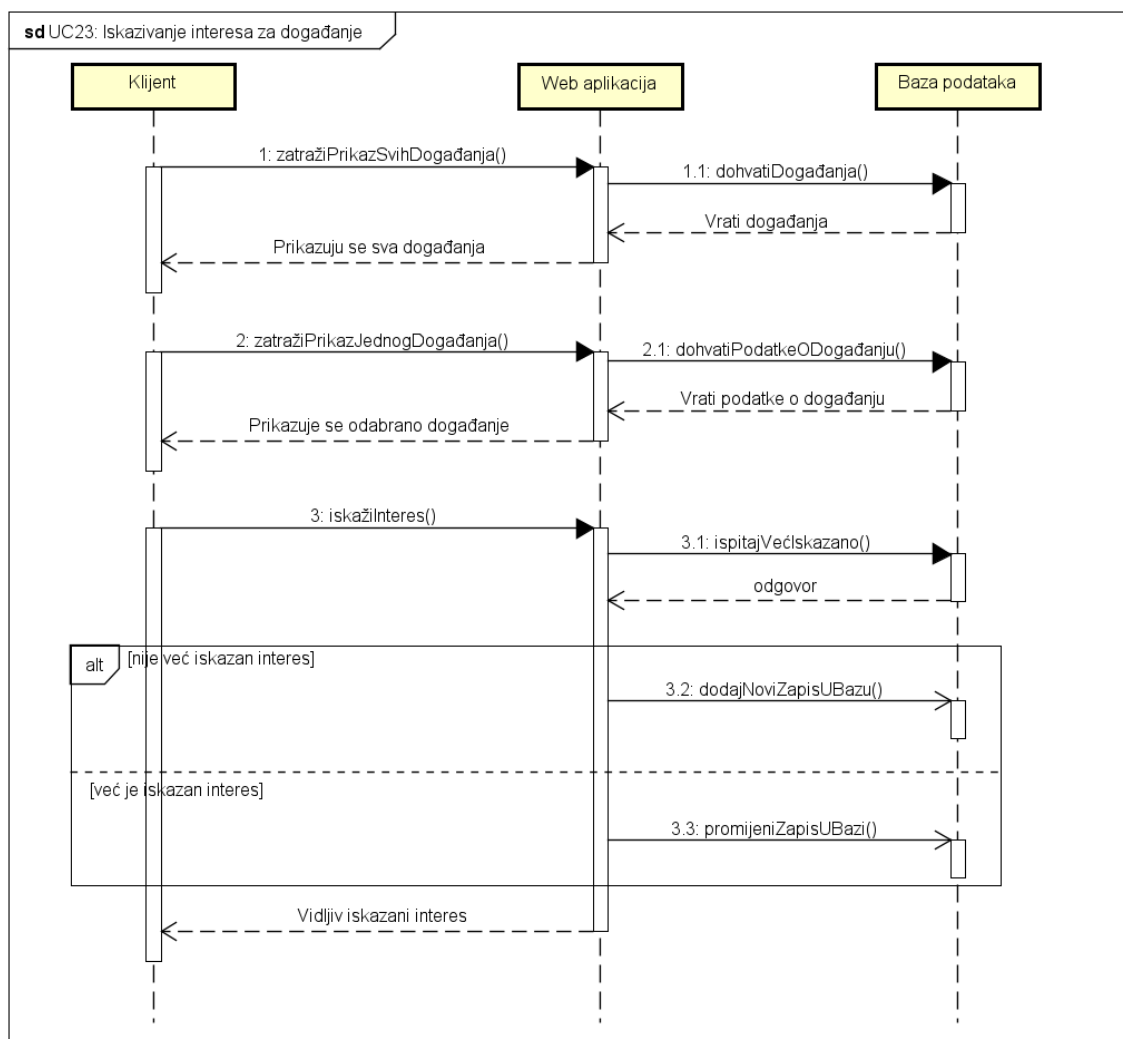 sd UC23: Iskazivanje interesa za događanje
Klijent
Web aplikacija
Baza podataka
1: zatražiPrikazSvihDogađanja()
1.1: dohvatiDogađanja()
Vrati događanja
Prikazuju se sva događanja
2: zatražiPrikazJednogDogađanja()
2.1: dohvatiPodatkeODogađanju()
Vrati podatke o događanju
Prikazuje se odabrano događanje
3: iskažiInteres()
3.1: ispitajVećIskazano()
odgovor
alt
[nije već iskazan interes]
3.2: dodajNoviZapisUBazu()
[već je iskazan interes]
3.3: promijeniZapisUBazi()
Vidljiv iskazani interes